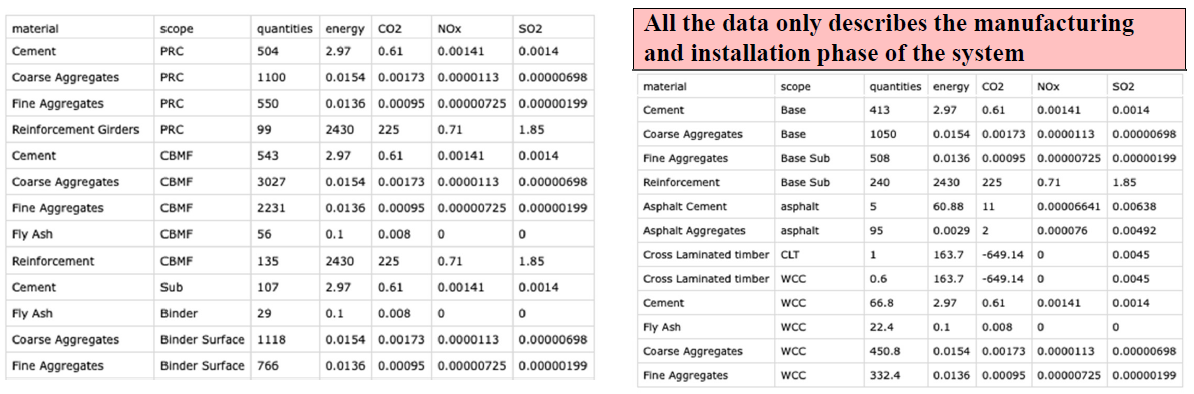 material scope quantities energy CO2 NOx SO2
Cement PRC 504 2.97 0.61 0.00141 0.0014
Coarse Aggregates PRC 1100 0.0154 0.00173 0.0000113 0.00000698
Fine Aggregates PRC 550 0.0136 0.00095 0.00000725 0.00000199
Reinforcement Girders PRC 99 2430 225 0.71 1.85
Cement CBMF 543 2.97 0.61 0.00141 0.0014
Coarse Aggregates CBMF 3027 0.0154 0.00173 0.0000113 0.00000698
Fine Aggregates CBMF 2231 0.0136 0.00095 0.00000725 0.00000199
Fly Ash CBMF 56 0.1 0.008 0 0
Reinforcement CBMF 135 2430 225 0.71 1.85
Cement Sub 107 2.97 0.61 0.00141 0.0014
Fly Ash Binder 29 0.1 0.008 0 0
Coarse Aggregates Binder Surface 1118 0.0154 0.00173 0.0000113 0.00000698
Fine Aggregates Binder Surface 766 0.0136 0.00095 0.00000725 0.00000199
All the data only describes the manufacturing
and installation phase of the system
material scope quantities energy CO2 NOx SO2
Cement Base 413 2.97 0.61 0.00141 0.0014
Coarse Aggregates Base 1050 0.0154 0.00173 0.0000113 0.00000698
Fine Aggregates Base Sub 508 0.0136 0.00095 0.00000725 0.00000199
Reinforcement Base Sub 240 2430 225 0.71 1.85
Asphalt Cement asphalt 5 60.88 11 0.00006641 0.00638
Asphalt Aggregates asphalt 95 0.0029 2 0.000076 0.00492
Cross Laminated timber CLT 1 163.7 -649.14 0 0.0045
Cross Laminated timber WCC 0.6 163.7 -649.14 0 0.0045
Cement WCC 66.8 2.97 0.61 0.00141 0.0014
Fly Ash WCC 22.4 0.1 0.008 0 0
Coarse Aggregates WCC 450.8 0.0154 0.00173 0.0000113 0.00000698
Fine Aggregates WCC 332.4 0.0136 0.00095 0.00000725 0.00000199